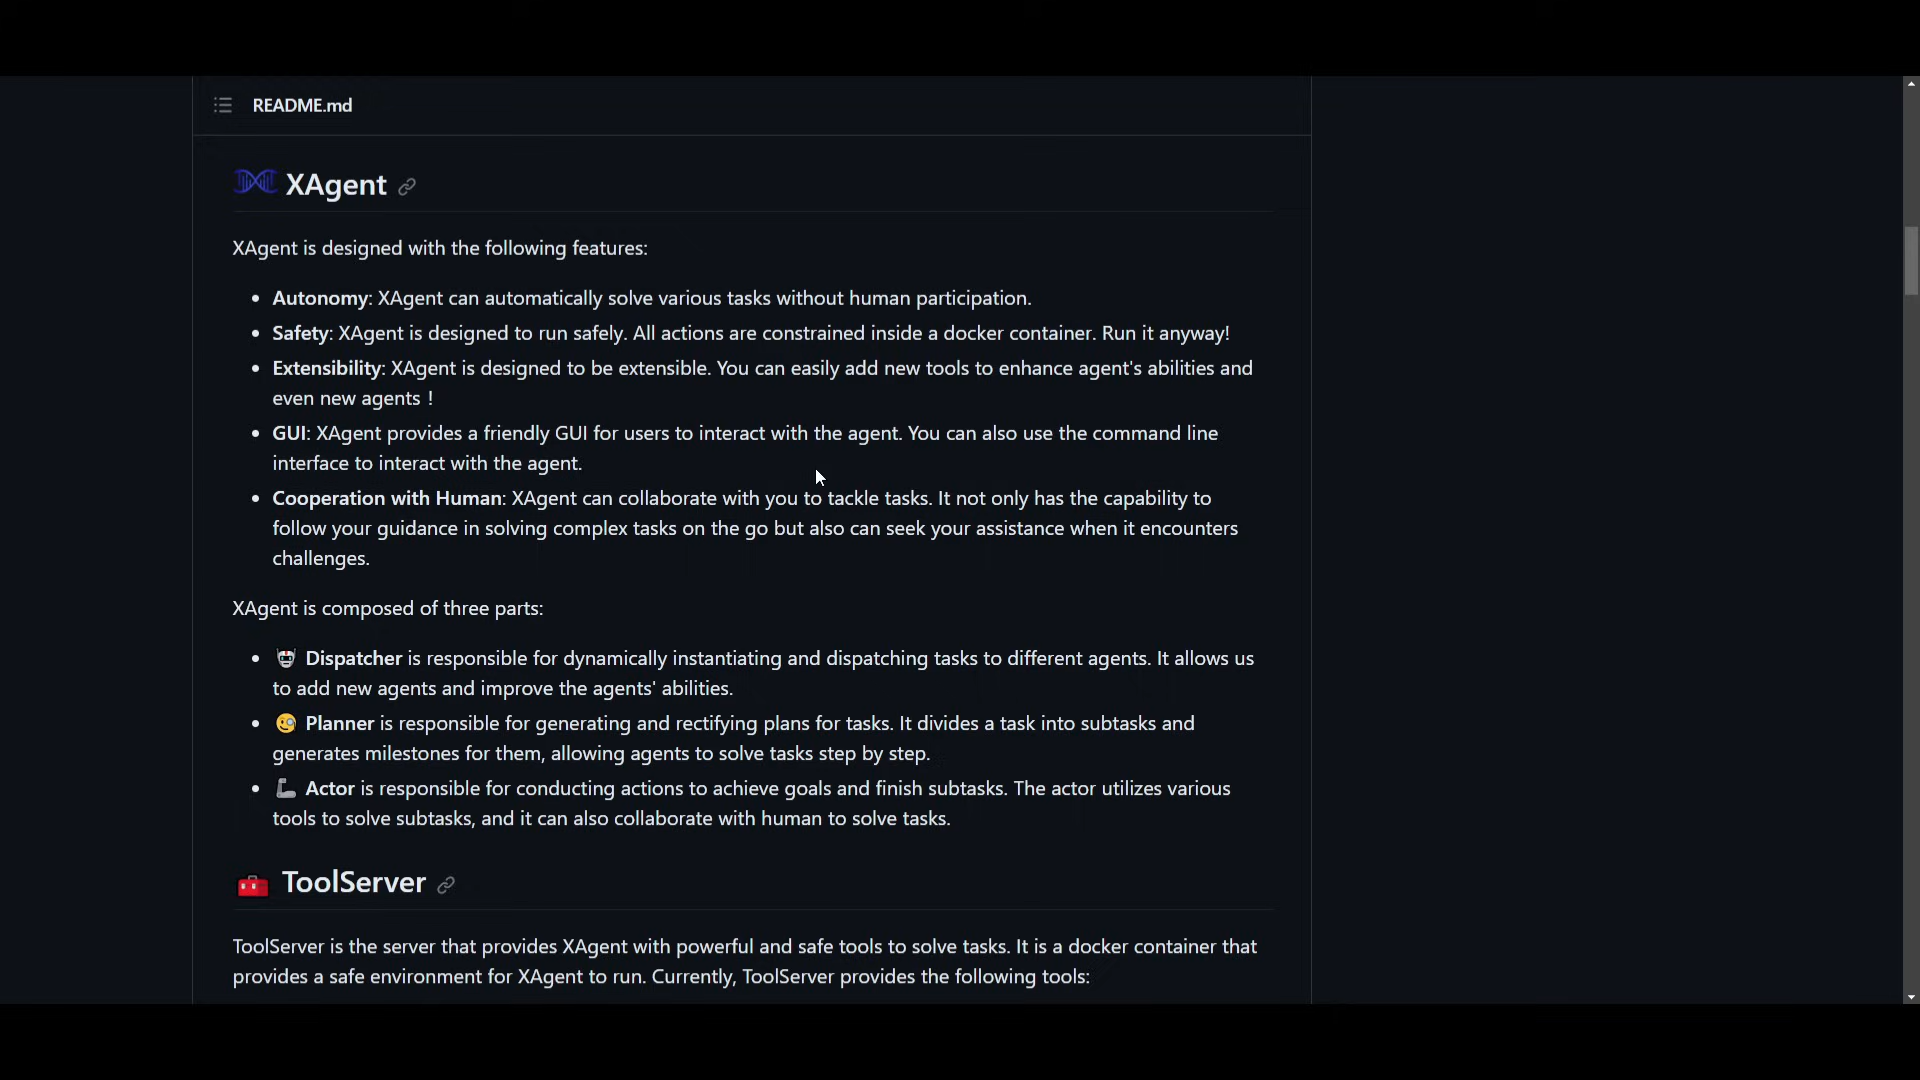 README.md
XAgent
XAgent is designed with the following features:
• Autonomy: XAgent can automatically solve various tasks without human participation.
• Safety: XAgent is designed to run safely. All actions are constrained inside a docker container. Run it anyway!
• Extensibility: XAgent is designed to be extensible. You can easily add new tools to enhance agent's abilities and
even new agents !
• GUI: XAgent provides a friendly GUI for users to interact with the agent. You can also use the command line
interface to interact with the agent.
• Cooperation with Human: XAgent can collaborate with you to tackle tasks. It not only has the capability to
follow your guidance in solving complex tasks on the go but also can seek your assistance when it encounters
challenges.
XAgent is composed of three parts:
• 🤖 Dispatcher is responsible for dynamically instantiating and dispatching tasks to different agents. It allows us
to add new agents and improve the agents' abilities.
• 🧐 Planner is responsible for generating and rectifying plans for tasks. It divides a task into subtasks and
generates milestones for them, allowing agents to solve tasks step by step.
• 🦾 Actor is responsible for conducting actions to achieve goals and finish subtasks. The actor utilizes various
tools to solve subtasks, and it can also collaborate with human to solve tasks.
🧰 ToolServer
ToolServer is the server that provides XAgent with powerful and safe tools to solve tasks. It is a docker container that
provides a safe environment for XAgent to run. Currently, ToolServer provides the following tools: